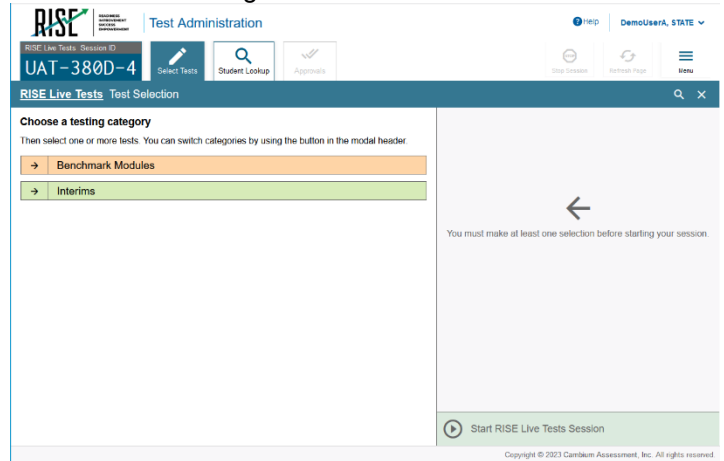 RISE READINESS IMPROVEMENT SUCCESS EMPOWERMENT Test Administration
Help DemoUserA, STATE
RISE Live Tests Session ID
UAT-380D-4
Select Tests Student Lookup Approvals
Stop Session Refresh Page Menu
RISE Live Tests Test Selection
Choose a testing category
Then select one or more tests. You can switch categories by using the button in the modal header.
Benchmark Modules
Interims
You must make at least one selection before starting your session.
Start RISE Live Tests Session
Copyright © 2023 Cambium Assessment, Inc. All rights reserved.